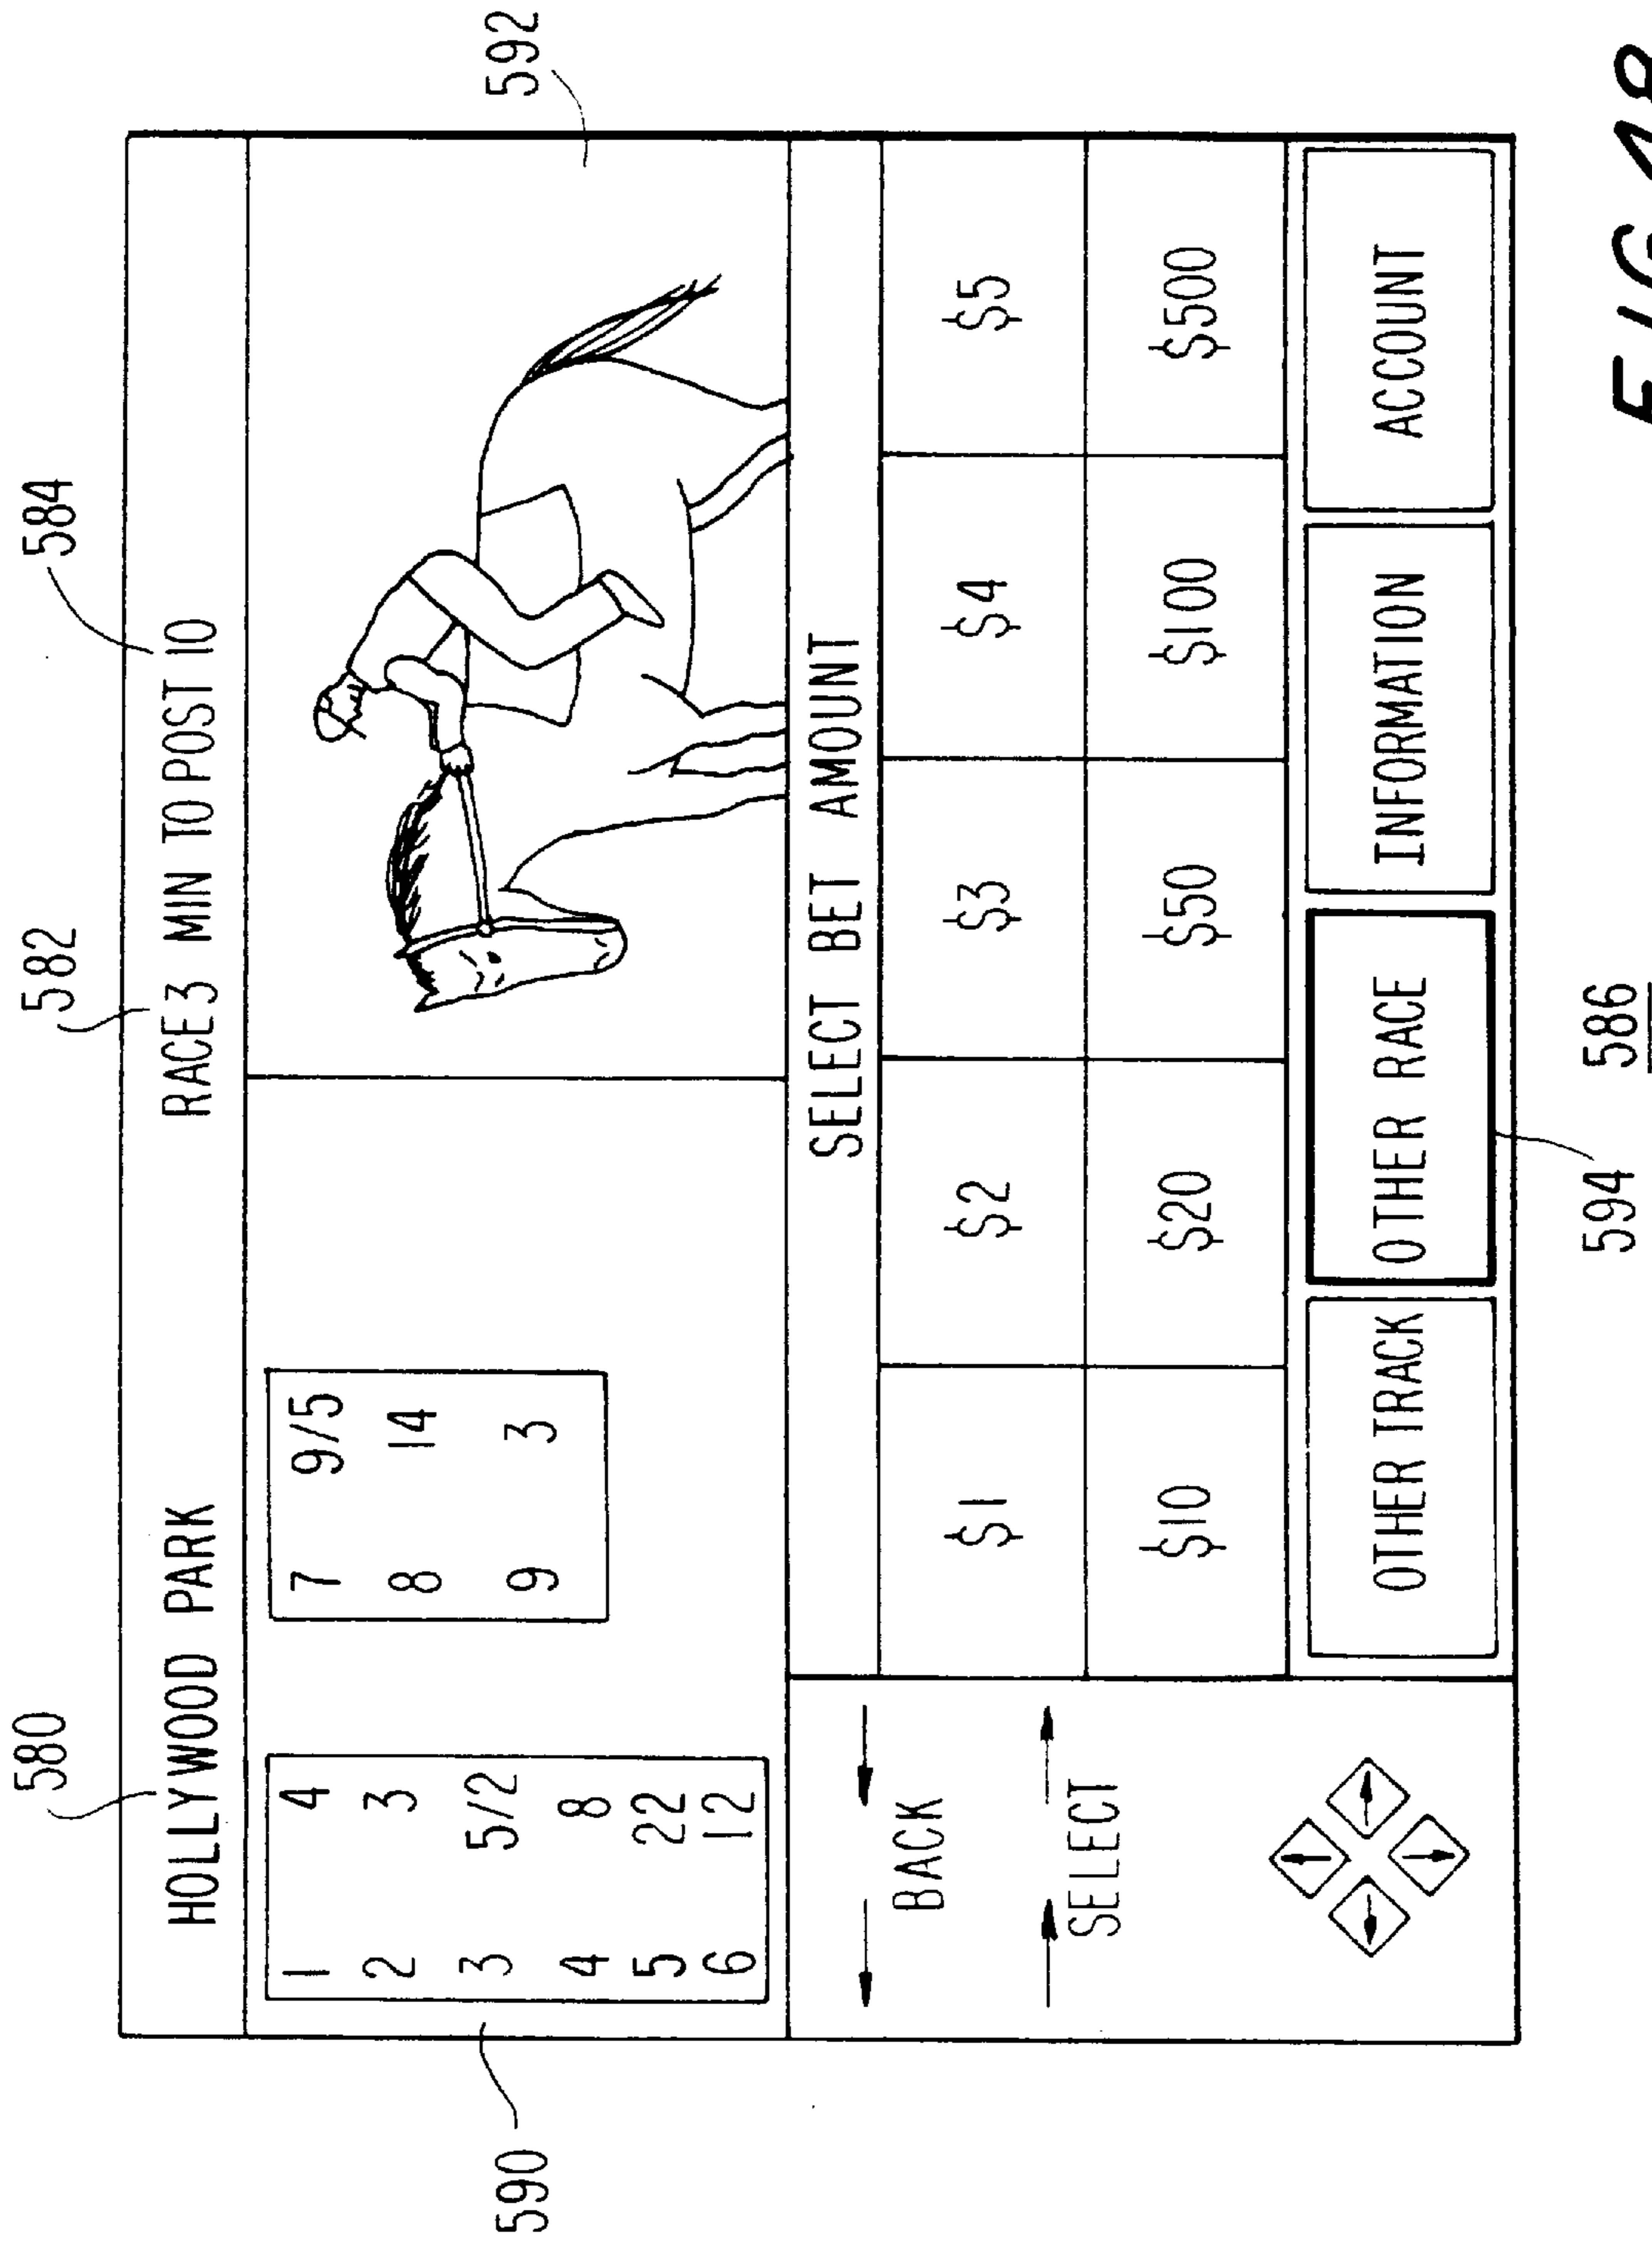 580
582
584
HOLLYWOOD PARK RACE 3 MIN TO POST 10
1 4
2 3
3 5/2
4 8
5 22
6 12
7 9/5
8 14
9 3
590
592
SELECT BET AMOUNT
BACK
SELECT
$1 $2 $3 $4 $5
$10 $20 $50 $100 $500
OTHER TRACK OTHER RACE INFORMATION ACCOUNT
594
586
FIG. 48